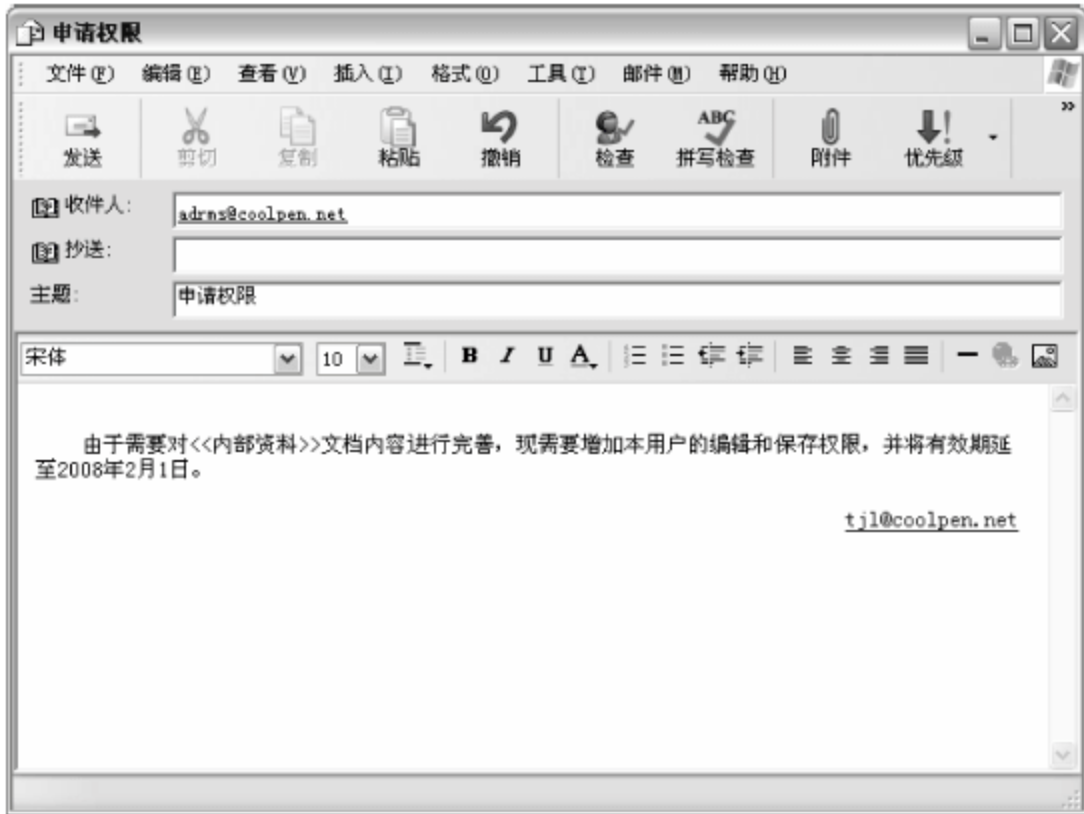 申请权限
文件(F) 编辑(E) 查看(V) 插入(I) 格式(O) 工具(T) 邮件(M) 帮助(H)
ABC
发送 剪切 复制 粘贴 撤销 检查 拼写检查 附件 优先级
收件人: adrms@coolpen.net
抄送:
主题: 申请权限
宋体 10 B I U A
由于需要对<<内部资料>>文档内容进行完善，现需要增加本用户的编辑和保存权限，并将有效期延
至2008年2月1日。
tjl@coolpen.net